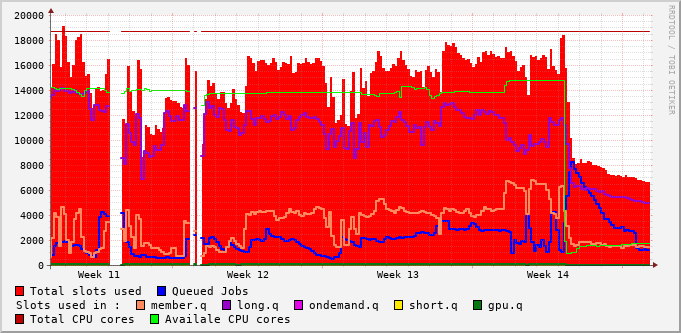 20000
18000
16000
14000
12000
10000
8000
6000
4000
2000
0
Week 11 Week 12 Week 13 Week 14
RRDTOOL / TOBI OETIKER
Total slots used Queued Jobs
Slots used in : member.q long.q ondemand.q short.q gpu.q
Total CPU cores Availale CPU cores